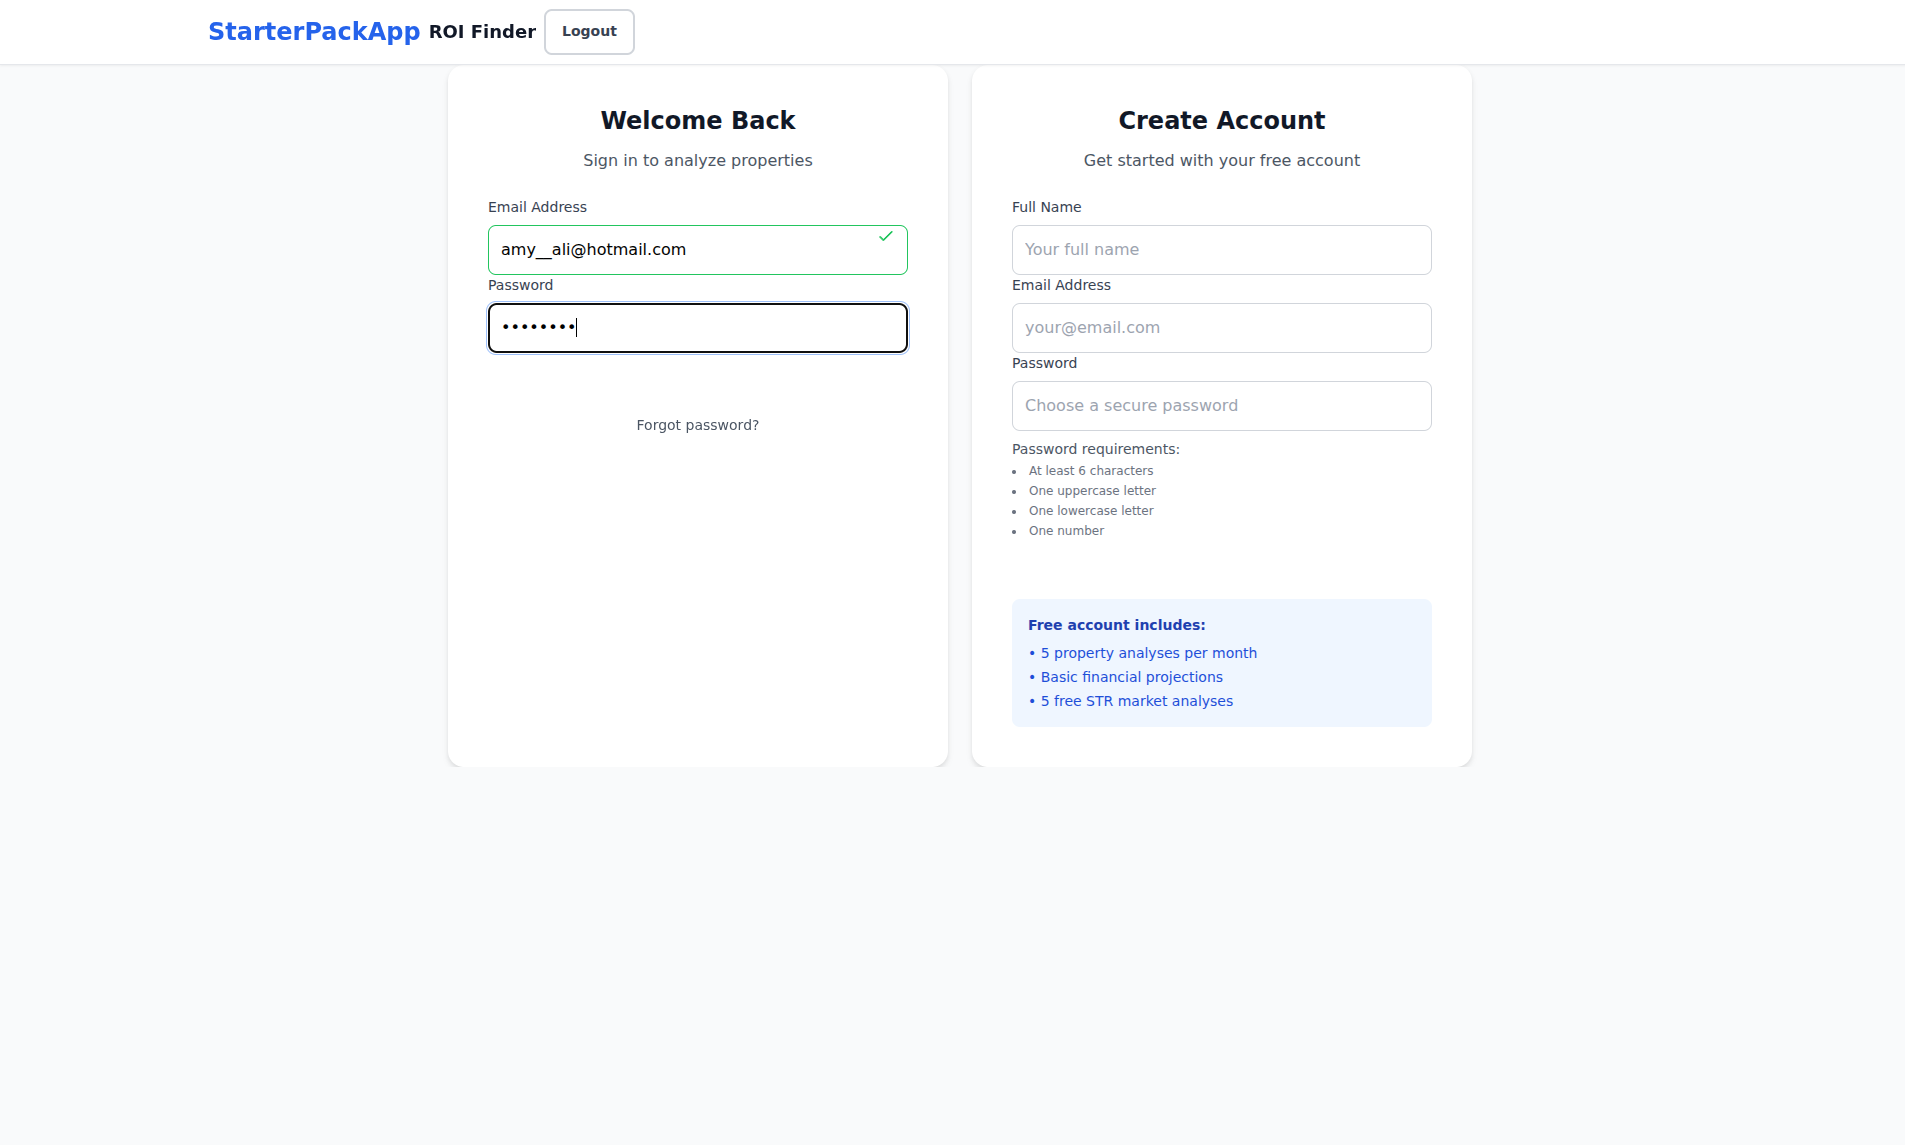 StarterPackApp ROI Finder Logout
Welcome Back
Sign in to analyze properties
Email Address
amy__ali@hotmail.com
Password
••••••••
Forgot password?
Create Account
Get started with your free account
Full Name
Your full name
Email Address
your@email.com
Password
Choose a secure password
Password requirements:
• At least 6 characters
• One uppercase letter
• One lowercase letter
• One number
Free account includes:
• 5 property analyses per month
• Basic financial projections
• 5 free STR market analyses